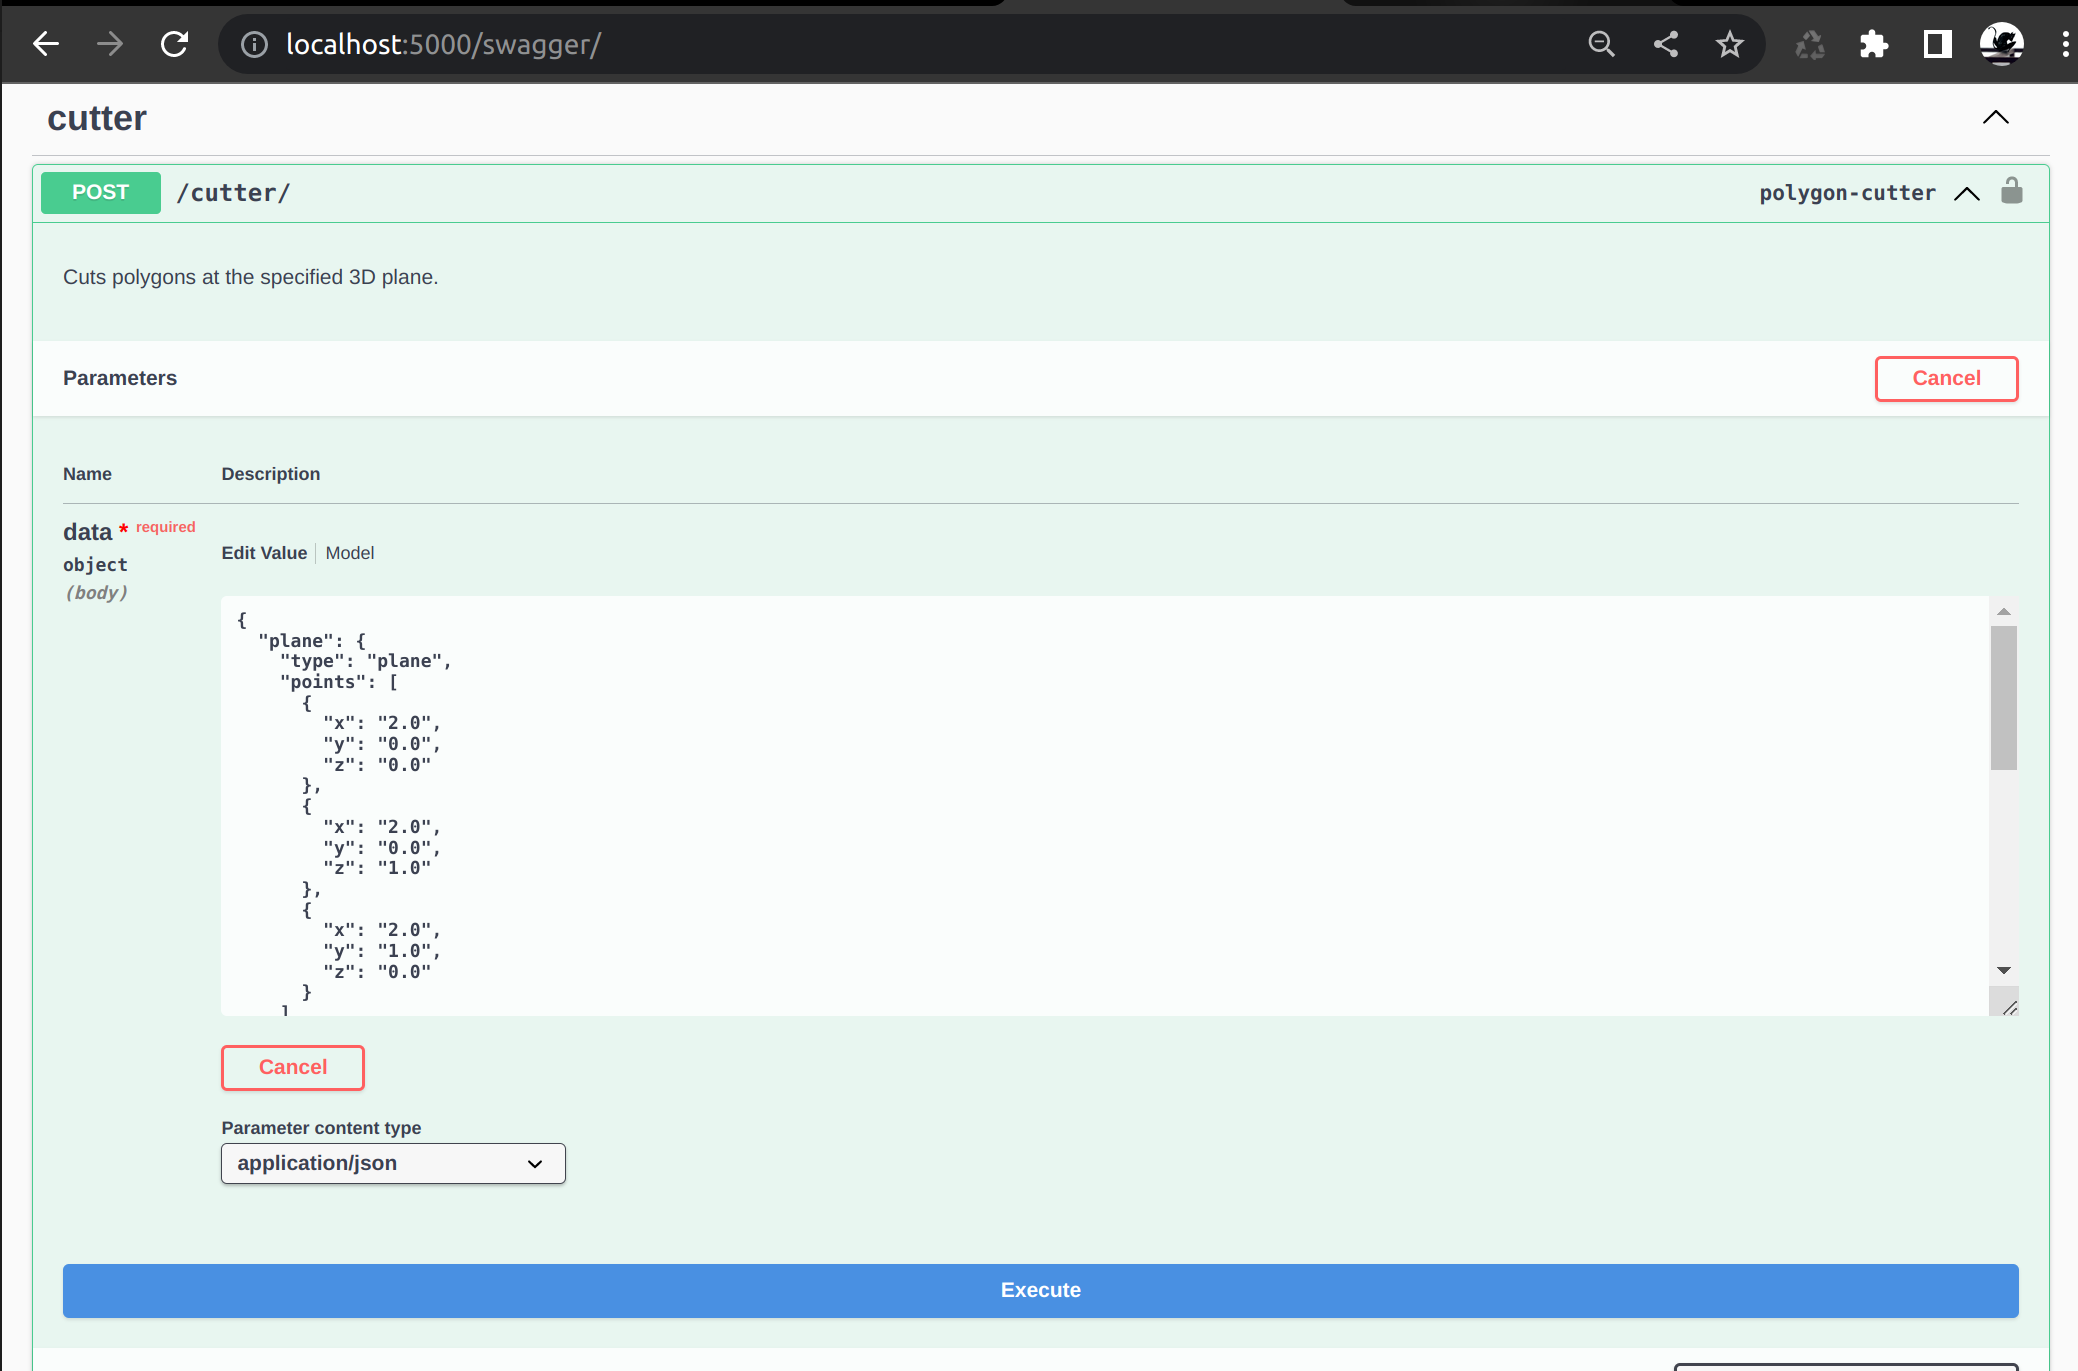 localhost:5000/swagger/
cutter
POST /cutter/ polygon-cutter
Cuts polygons at the specified 3D plane.
Parameters Cancel
Name Description
data * required
object
(body)
Edit Value Model
{
  "plane": {
    "type": "plane",
    "points": [
      {
        "x": "2.0",
        "y": "0.0",
        "z": "0.0"
      },
      {
        "x": "2.0",
        "y": "0.0",
        "z": "1.0"
      },
      {
        "x": "2.0",
        "y": "1.0",
        "z": "0.0"
      }
    ]
Cancel
Parameter content type
application/json
Execute